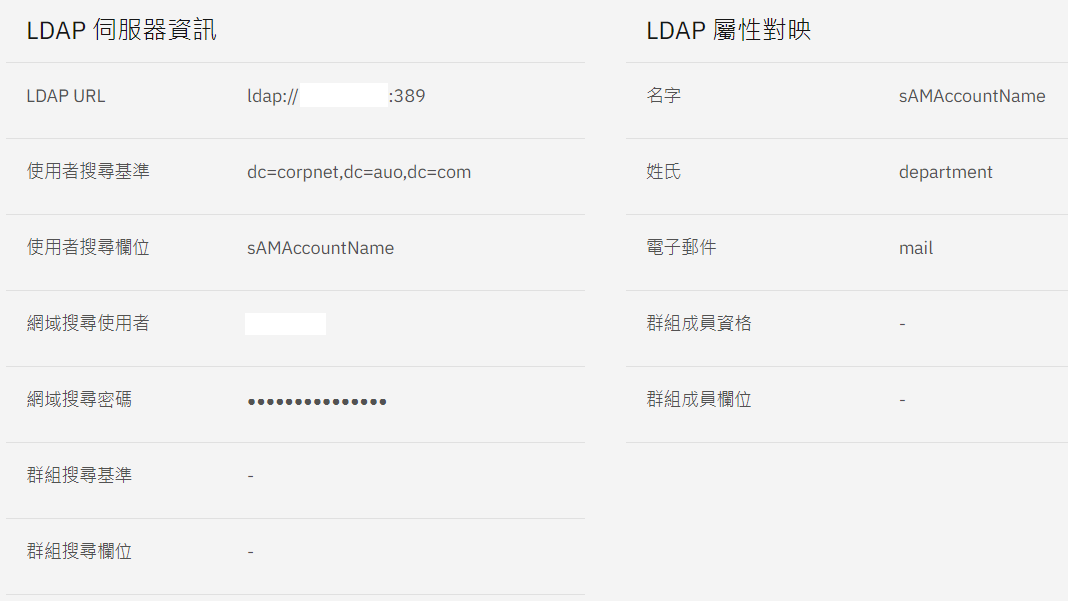 LDAP 伺服器資訊
LDAP URL ldap:// :389
使用者搜尋基準 dc=corpnet,dc=auo,dc=com
使用者搜尋欄位 sAMAccountName
網域搜尋使用者
網域搜尋密碼 •••••••••••••••
群組搜尋基準 -
群組搜尋欄位 -
LDAP 屬性對映
名字 sAMAccountName
姓氏 department
電子郵件 mail
群組成員資格 -
群組成員欄位 -